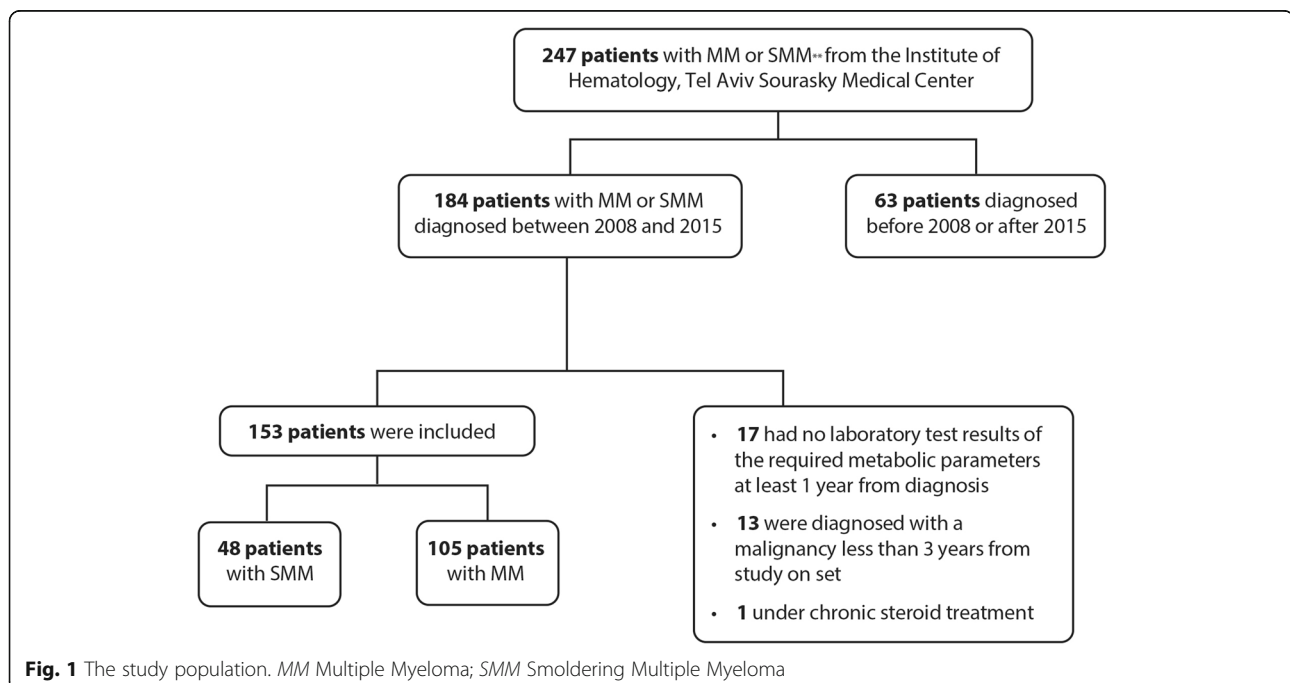 247 patients with MM or SMM** from the Institute of
Hematology, Tel Aviv Sourasky Medical Center
184 patients with MM or SMM
diagnosed between 2008 and 2015
63 patients diagnosed
before 2008 or after 2015
153 patients were included
• 17 had no laboratory test results of
the required metabolic parameters
at least 1 year from diagnosis
• 13 were diagnosed with a
malignancy less than 3 years from
study on set
• 1 under chronic steroid treatment
48 patients
with SMM
105 patients
with MM
Fig. 1 The study population. MM Multiple Myeloma; SMM Smoldering Multiple Myeloma